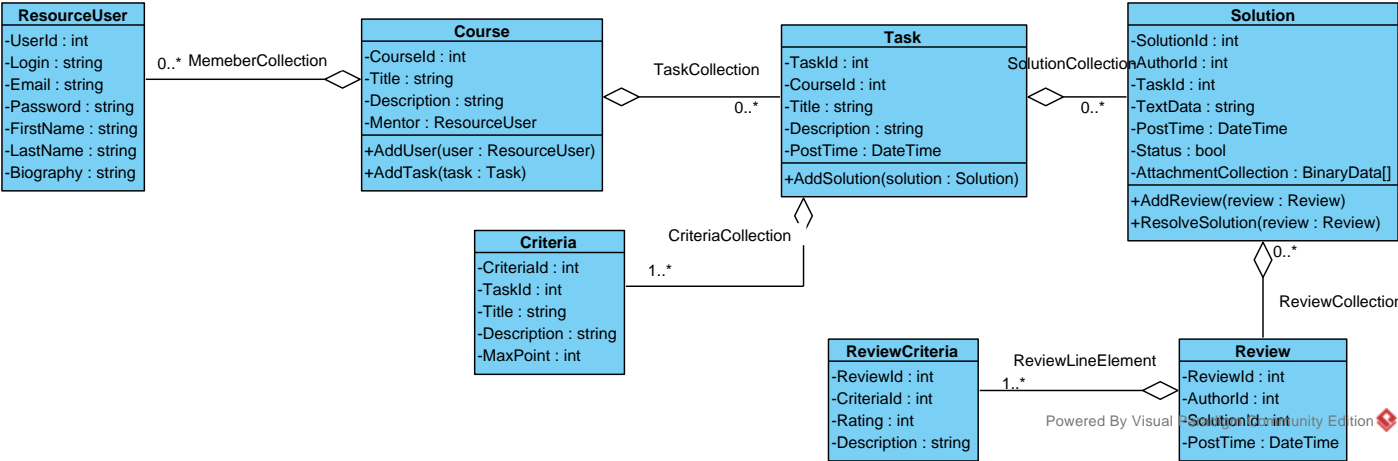 ResourceUser
-UserId : int
-Login : string
-Email : string
-Password : string
-FirstName : string
-LastName : string
-Biography : string
0..*
MemeberCollection
Course
-CourseId : int
-Title : string
-Description : string
-Mentor : ResourceUser
+AddUser(user : ResourceUser)
+AddTask(task : Task)
TaskCollection
0..*
Task
-TaskId : int
-CourseId : int
-Title : string
-Description : string
-PostTime : DateTime
+AddSolution(solution : Solution)
SolutionCollection
0..*
Solution
-SolutionId : int
-AuthorId : int
-TaskId : int
-TextData : string
-PostTime : DateTime
-Status : bool
-AttachmentCollection : BinaryData[]
+AddReview(review : Review)
+ResolveSolution(review : Review)
Criteria
-CriteriaId : int
-TaskId : int
-Title : string
-Description : string
-MaxPoint : int
CriteriaCollection
1..*
0..*
ReviewCollection
ReviewCriteria
-ReviewId : int
-CriteriaId : int
-Rating : int
-Description : string
ReviewLineElement
1..*
Review
-ReviewId : int
-AuthorId : int
-SolutionId : int
-PostTime : DateTime
Powered By Visual Paradigm Community Edition